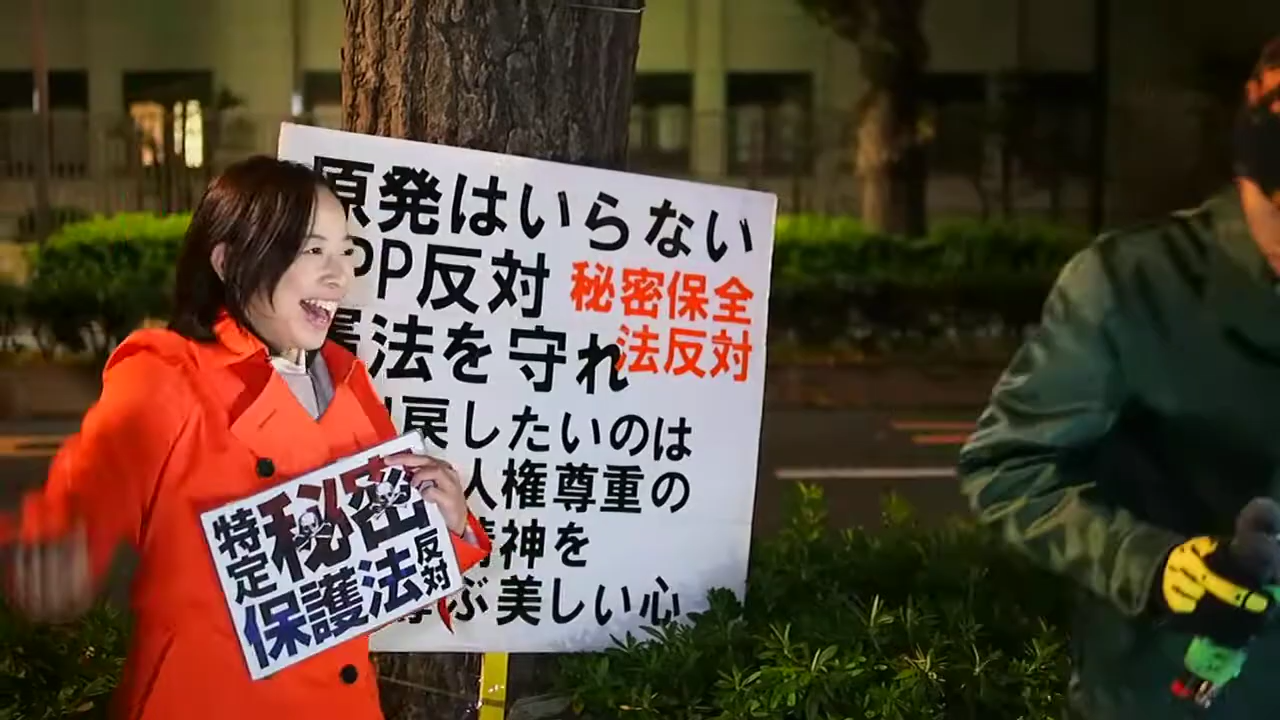 原発はいらない
PP反対 秘密保全
法を守れ 法反対
戻したいのは
人権尊重の
精神を
ぶ美しい心
特定秘密
保護法反対